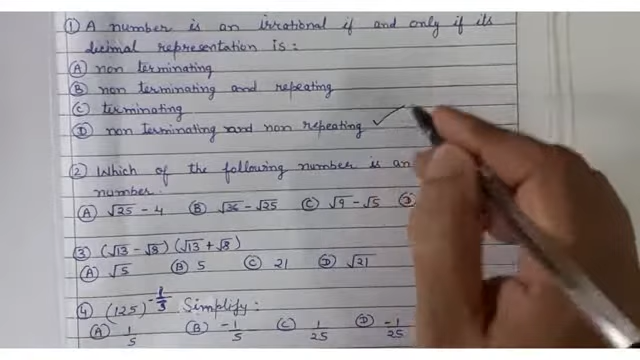 ① A number is an irrational if and only if its
decimal representation is :
Ⓐ non terminating
Ⓑ non terminating and repeating
Ⓒ terminating
Ⓓ non terminating and non repeating ✓
② Which of the following number is an
number.
Ⓐ √25 - 4 Ⓑ √36 - √25 Ⓒ √9 - √5
③ (√13 - √8) (√13 + √8)
Ⓐ √5 Ⓑ 5 Ⓒ 21 Ⓓ √21
④ (125)^-1/3 Simplify :
Ⓐ 1/5 Ⓑ -1/5 Ⓒ 1/25 Ⓓ -1/25